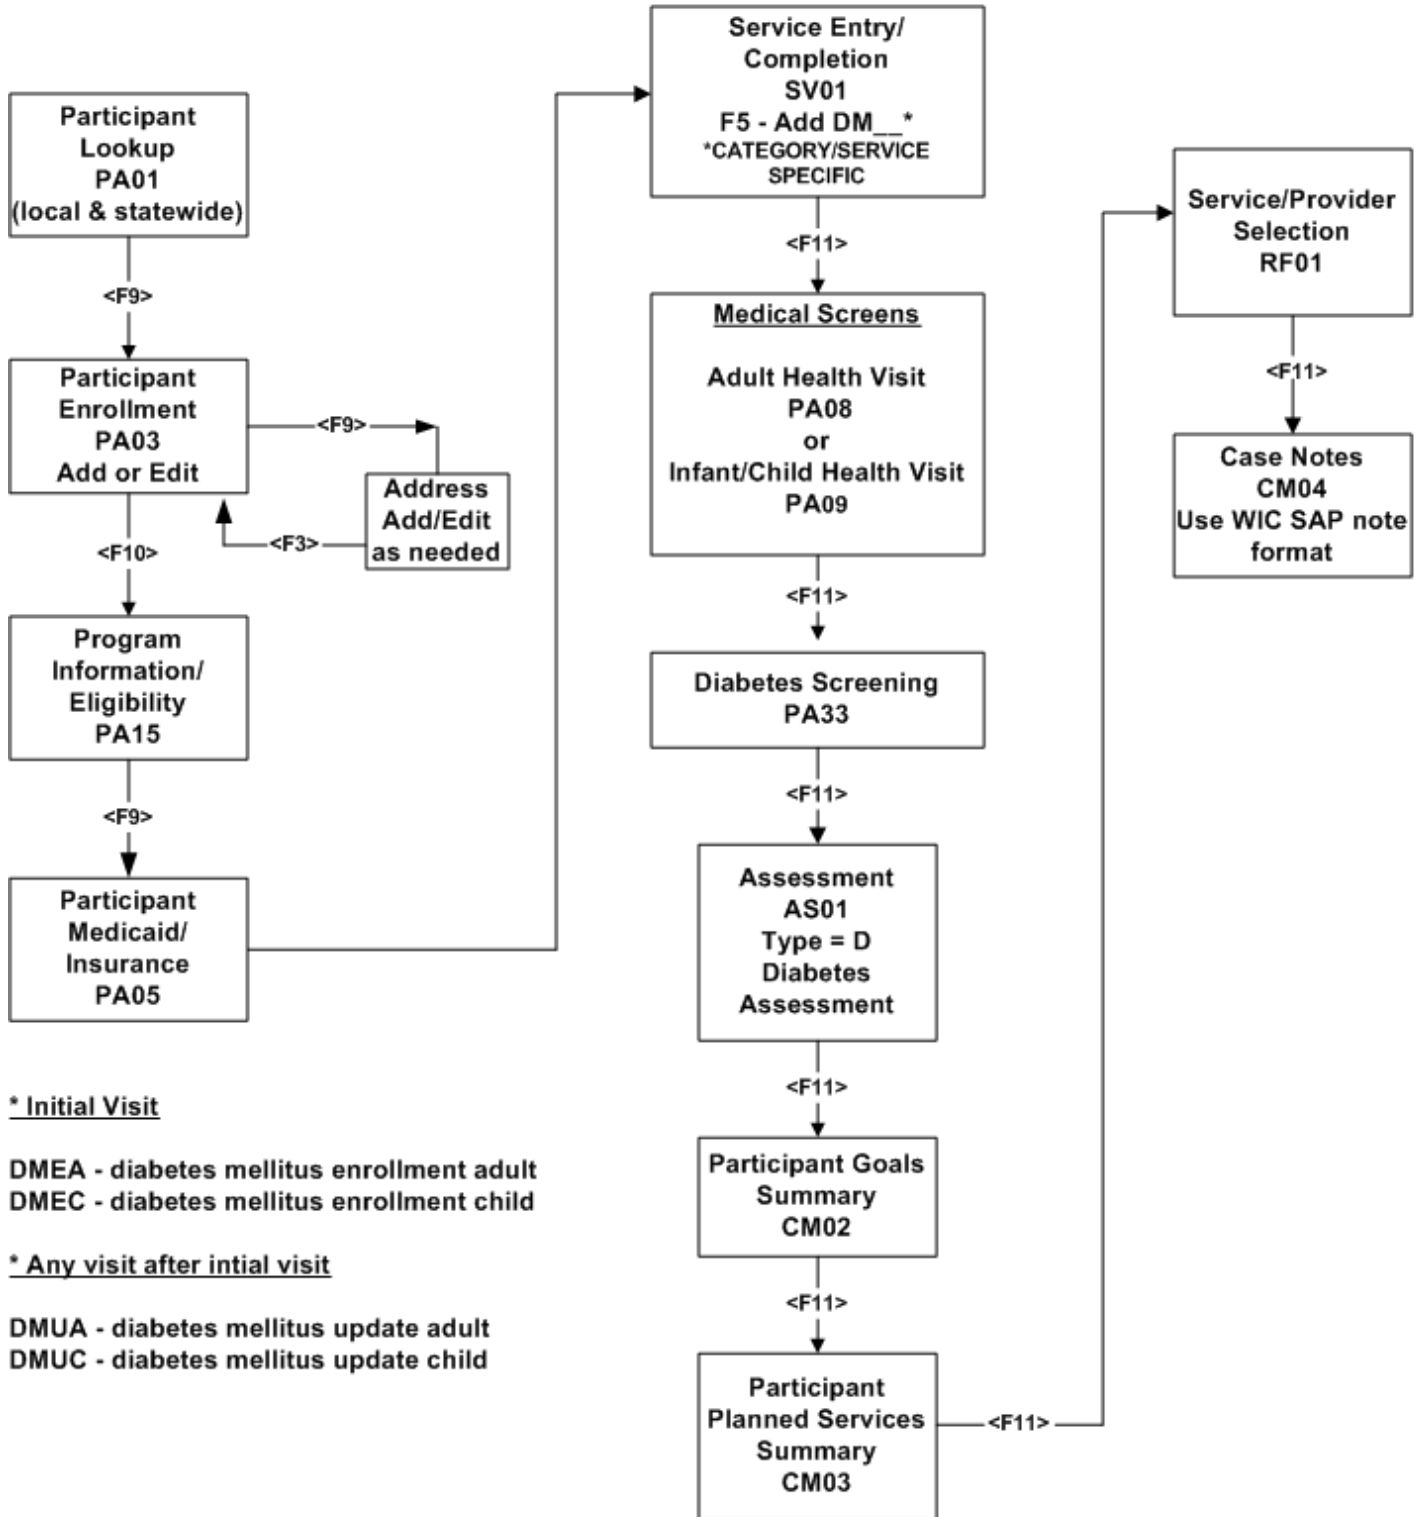 Participant
Lookup
PA01
(local & statewide)
<F9>
Participant
Enrollment
PA03
Add or Edit
<F9>
Address
Add/Edit
as needed
<F3>
<F10>
Program
Information/
Eligibility
PA15
<F9>
Participant
Medicaid/
Insurance
PA05
Service Entry/
Completion
SV01
F5 - Add DM__*
*CATEGORY/SERVICE
SPECIFIC
<F11>
Medical Screens
Adult Health Visit
PA08
or
Infant/Child Health Visit
PA09
<F11>
Diabetes Screening
PA33
<F11>
Assessment
AS01
Type = D
Diabetes
Assessment
<F11>
Participant Goals
Summary
CM02
<F11>
Participant
Planned Services
Summary
CM03
<F11>
Service/Provider
Selection
RF01
<F11>
Case Notes
CM04
Use WIC SAP note
format
* Initial Visit
DMEA - diabetes mellitus enrollment adult
DMEC - diabetes mellitus enrollment child
* Any visit after intial visit
DMUA - diabetes mellitus update adult
DMUC - diabetes mellitus update child